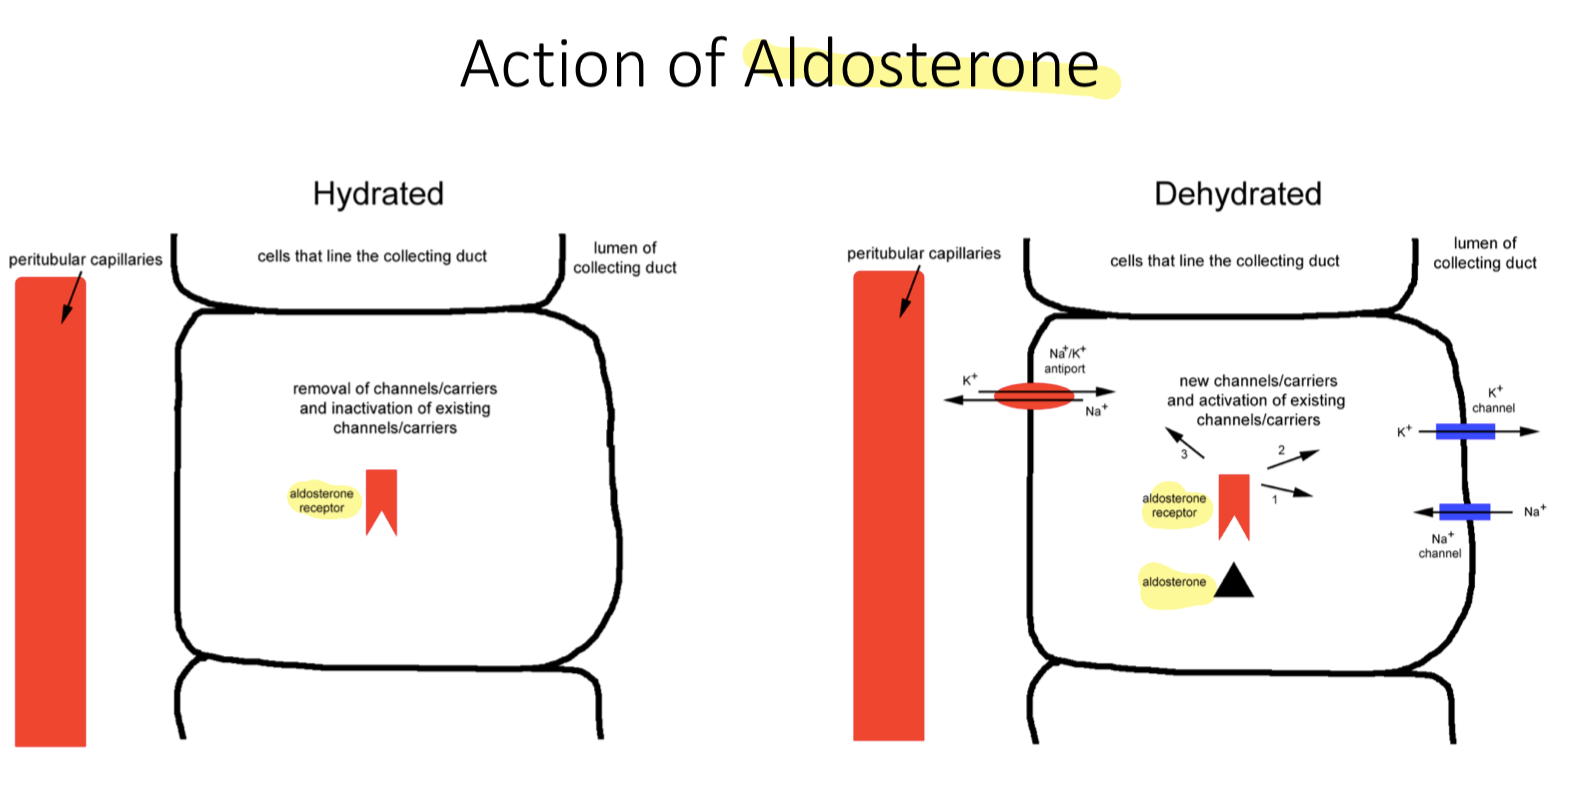 Action of Aldosterone
Hydrated
peritubular capillaries
cells that line the collecting duct
lumen of
collecting duct
removal of channels/carriers
and inactivation of existing
channels/carriers
aldosterone
receptor
Dehydrated
peritubular capillaries
cells that line the collecting duct
lumen of
collecting duct
Na⁺/K⁺
antiport
K⁺
Na⁺
new channels/carriers
and activation of existing
channels/carriers
K⁺
channel
K⁺
3
2
1
aldosterone
receptor
Na⁺
Na⁺
channel
aldosterone